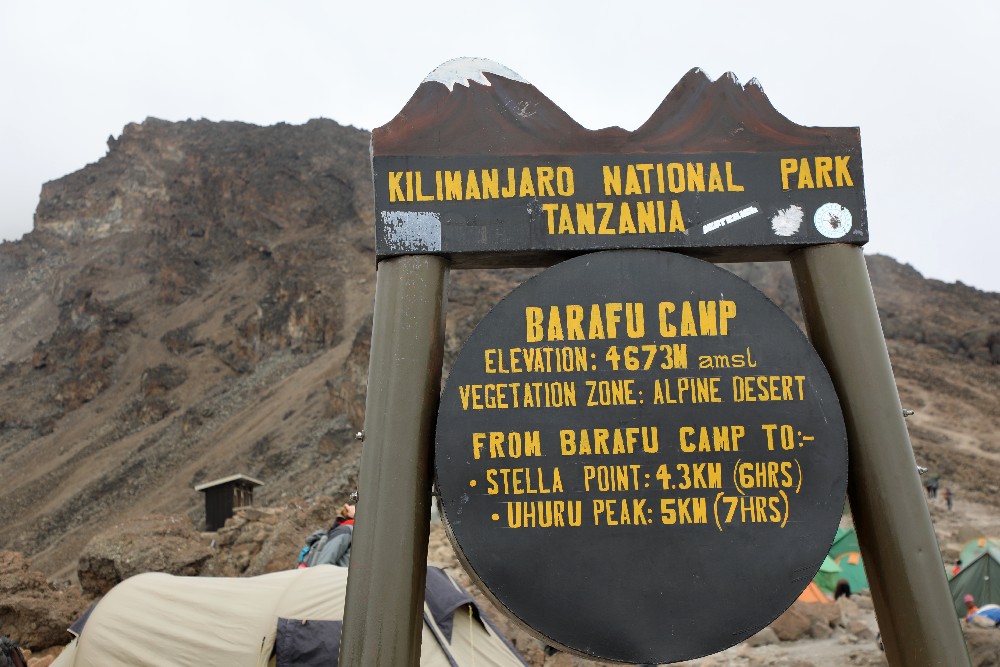 KILIMANJARO NATIONAL PARK
TANZANIA
BARAFU CAMP
ELEVATION: 4673M amsl
VEGETATION ZONE: ALPINE DESERT
FROM BARAFU CAMP TO:-
• STELLA POINT: 4.3KM (6HRS)
• UHURU PEAK: 5KM (7HRS)